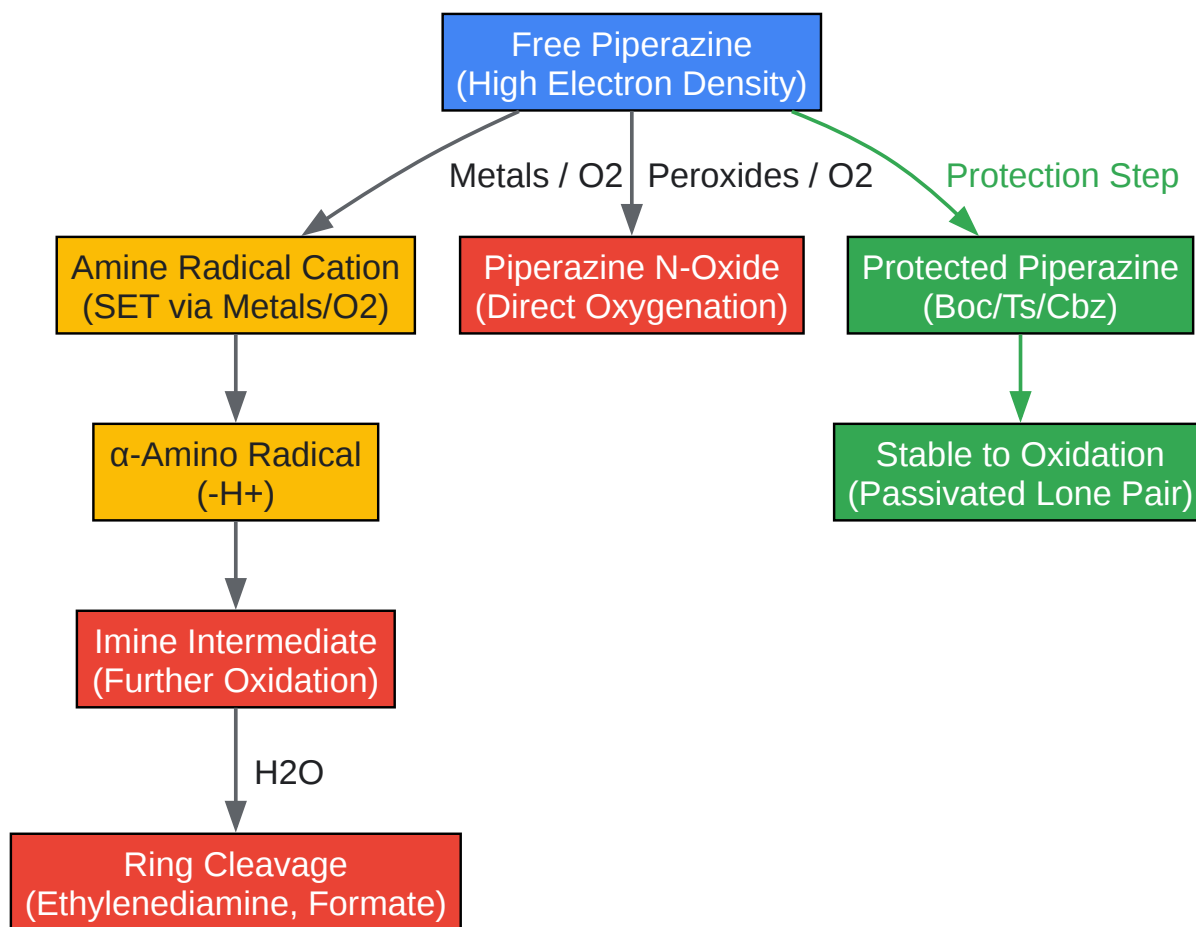 Free Piperazine
(High Electron Density)
Metals / O2
Peroxides / O2
Protection Step
Amine Radical Cation
(SET via Metals/O2)
Piperazine N-Oxide
(Direct Oxygenation)
Protected Piperazine
(Boc/Ts/Cbz)
α-Amino Radical
(-H+)
Stable to Oxidation
(Passivated Lone Pair)
Imine Intermediate
(Further Oxidation)
H2O
Ring Cleavage
(Ethylenediamine, Formate)